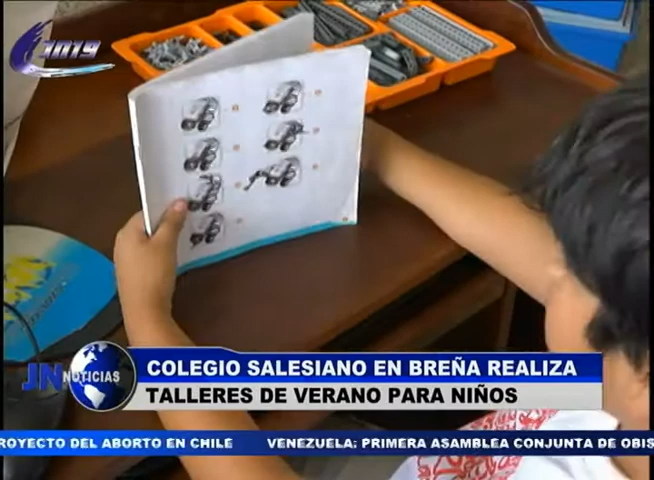 1019
COLEGIO SALESIANO EN BREÑA REALIZA
TALLERES DE VERANO PARA NIÑOS
JN NOTICIAS
ROYECTO DEL ABORTO EN CHILE VENEZUELA: PRIMERA ASAMBLEA CONJUNTA DE OBIS